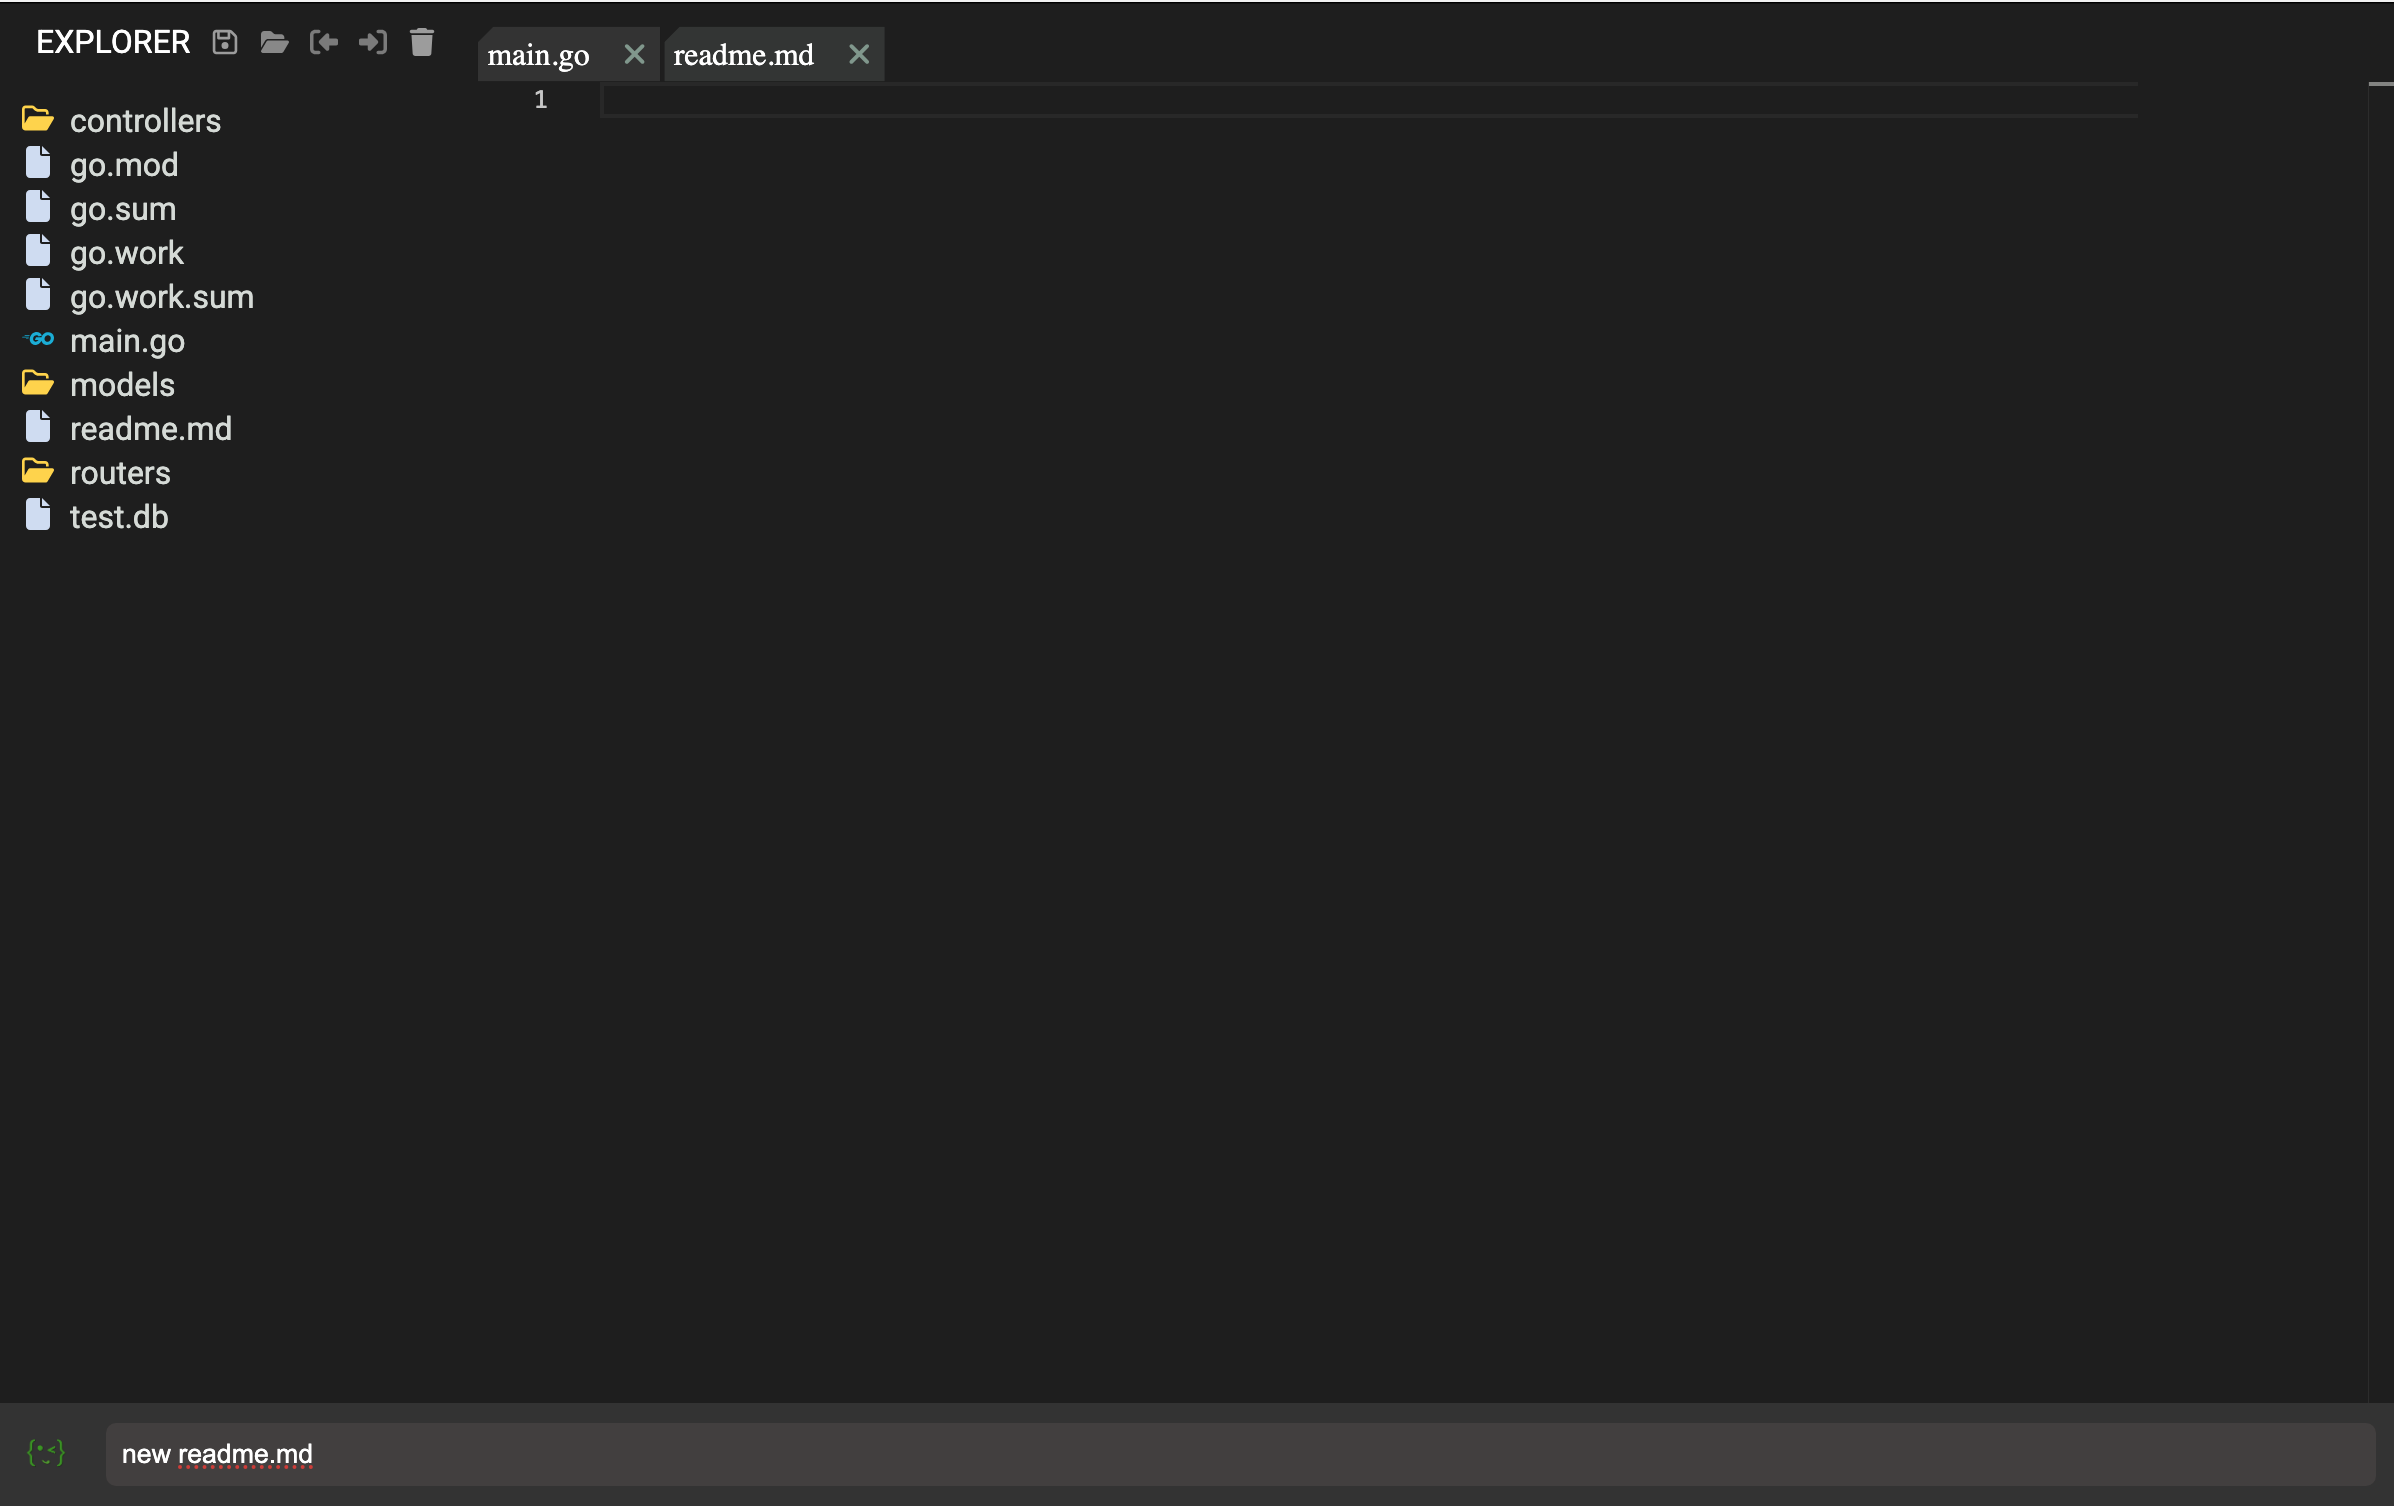 EXPLORER
main.go
readme.md
1
controllers
go.mod
go.sum
go.work
go.work.sum
GO main.go
models
readme.md
routers
test.db
new readme.md